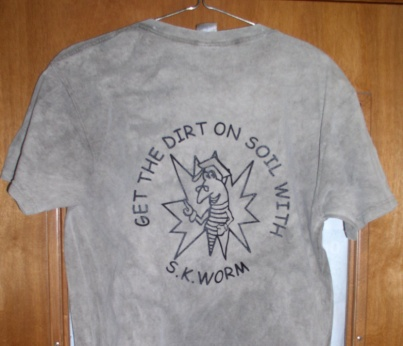 GET THE DIRT ON SOIL WITH
S.K.WORM